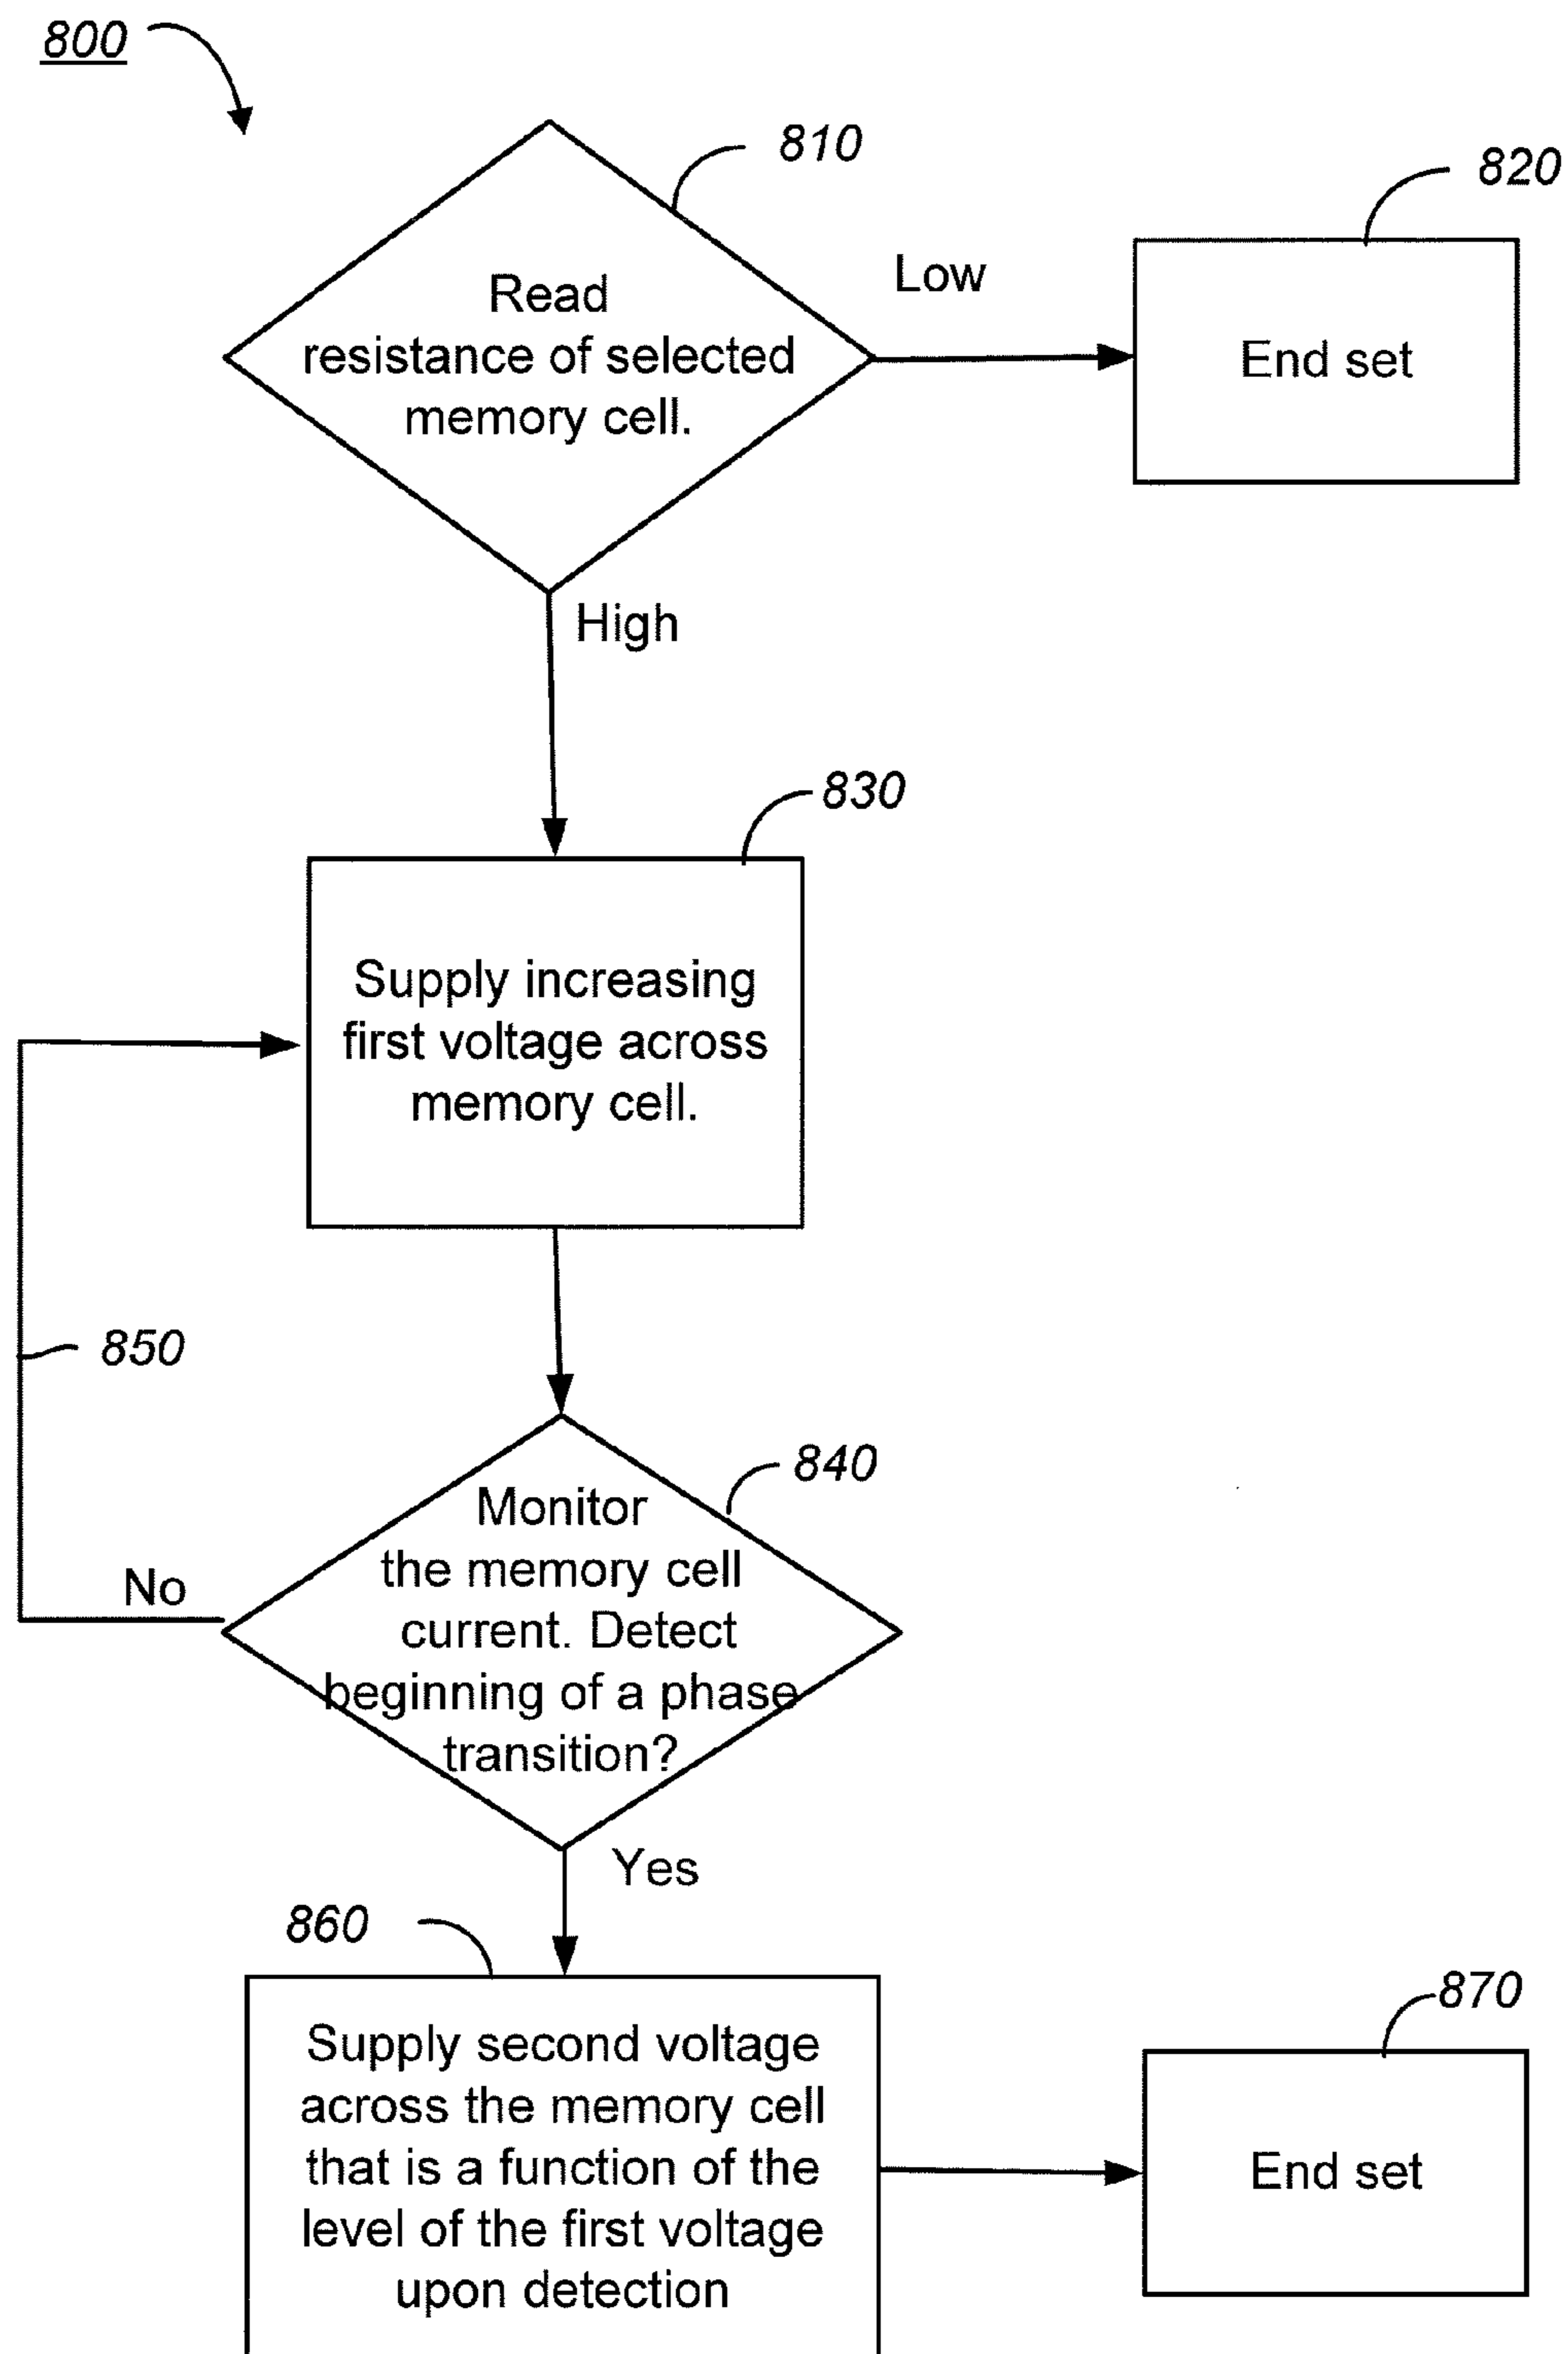 800
810
820
Read
resistance of selected
memory cell.
Low
End set
High
830
Supply increasing
first voltage across
memory cell.
850
840
Monitor
the memory cell
current. Detect
beginning of a phase
transition?
No
Yes
860
870
Supply second voltage
across the memory cell
that is a function of the
level of the first voltage
upon detection
End set